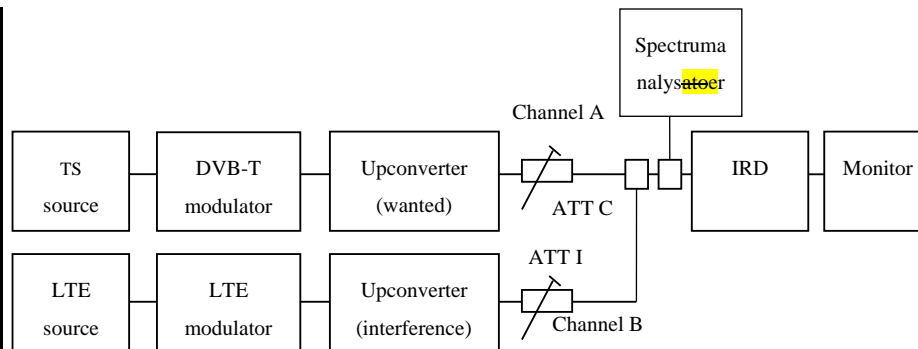 Spectruma
nalysatoer
Channel A
TS
source
DVB-T
modulator
Upconverter
(wanted)
ATT C
IRD
Monitor
LTE
source
LTE
modulator
Upconverter
(interference)
ATT I
Channel B